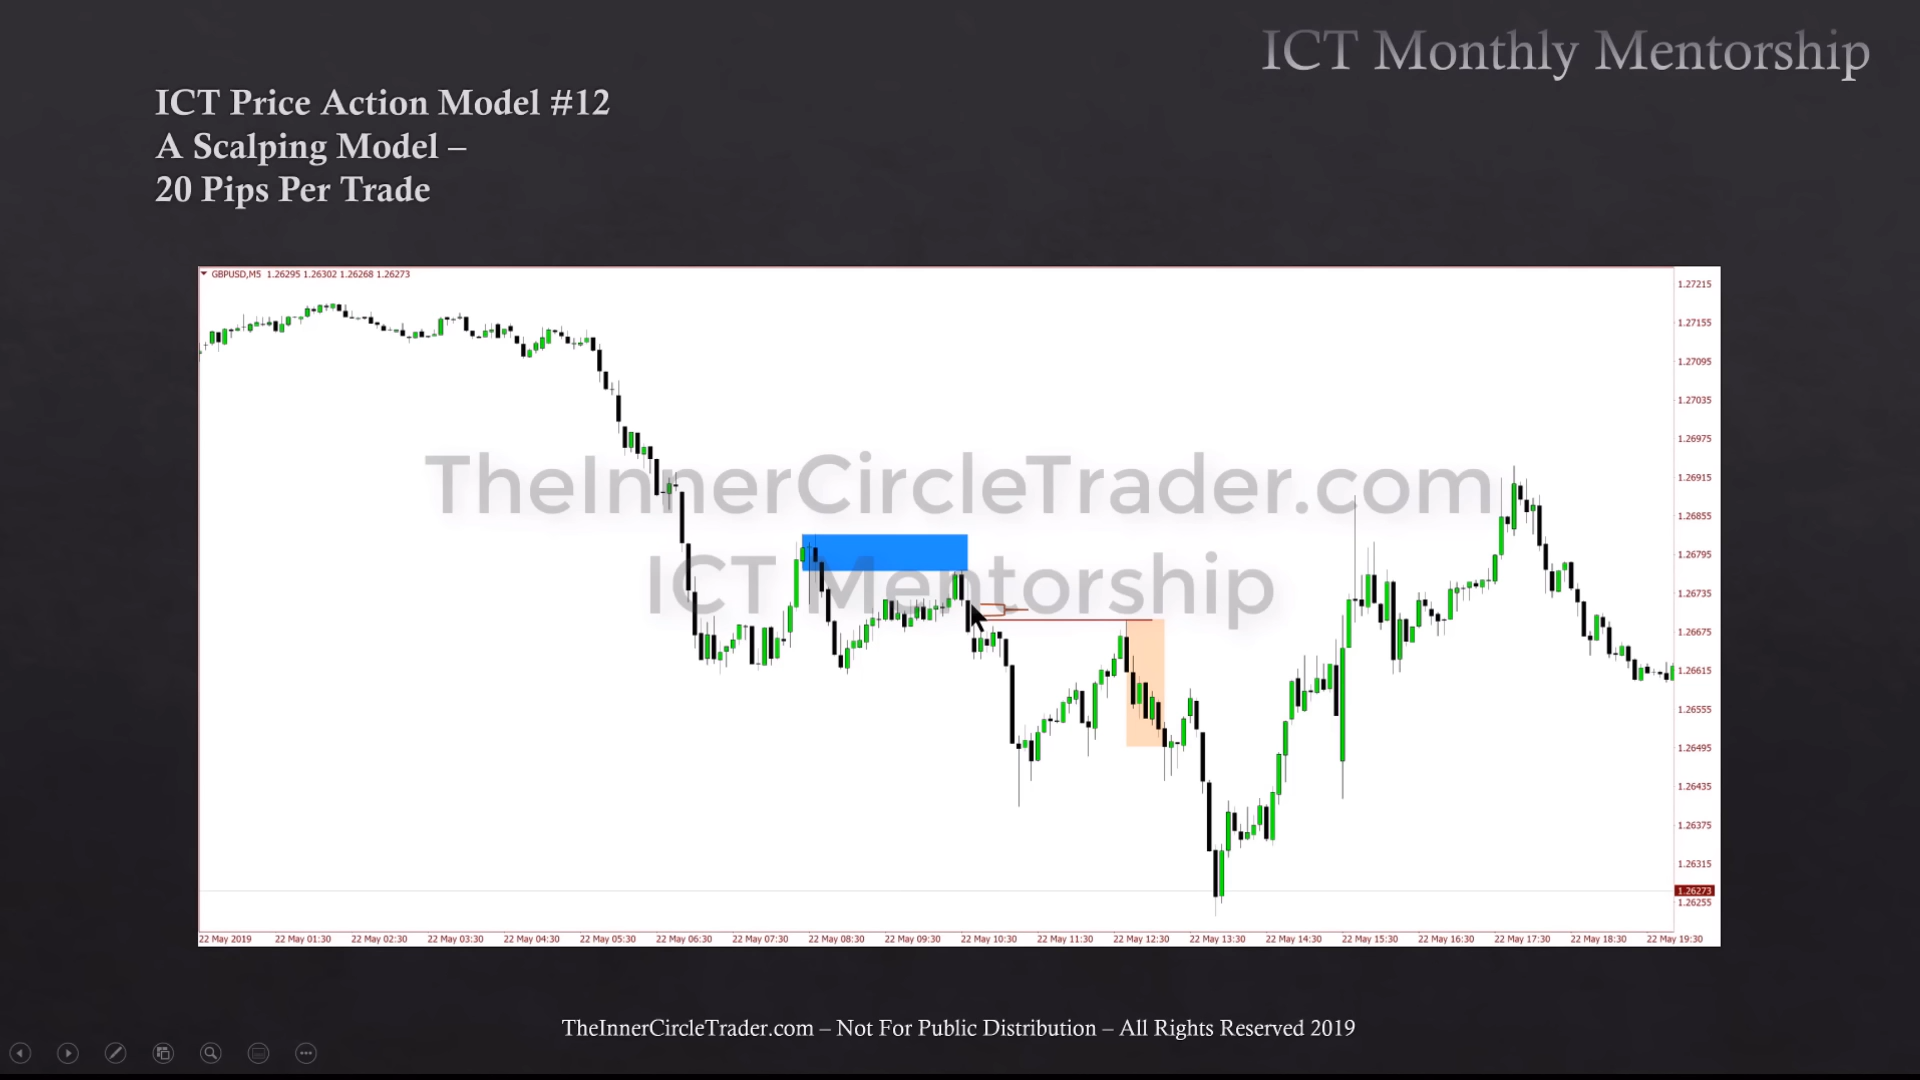 ICT Monthly Mentorship
ICT Price Action Model #12
A Scalping Model –
20 Pips Per Trade
GBPUSD,M5 1.26295 1.26302 1.26268 1.26273
1.27215
1.27155
1.27095
1.27035
1.26975
TheInnerCircleTrader.com
1.26915
1.26855
1.26795
ICT Mentorship
1.26735
1.26675
1.26615
1.26555
1.26495
1.26435
1.26375
1.26315
1.26273
1.26255
22 May 2019 22 May 01:30 22 May 02:30 22 May 03:30 22 May 04:30 22 May 05:30 22 May 06:30 22 May 07:30 22 May 08:30 22 May 09:30 22 May 10:30 22 May 11:30 22 May 12:30 22 May 13:30 22 May 14:30 22 May 15:30 22 May 16:30 22 May 17:30 22 May 18:30 22 May 19:30
TheInnerCircleTrader.com – Not For Public Distribution – All Rights Reserved 2019